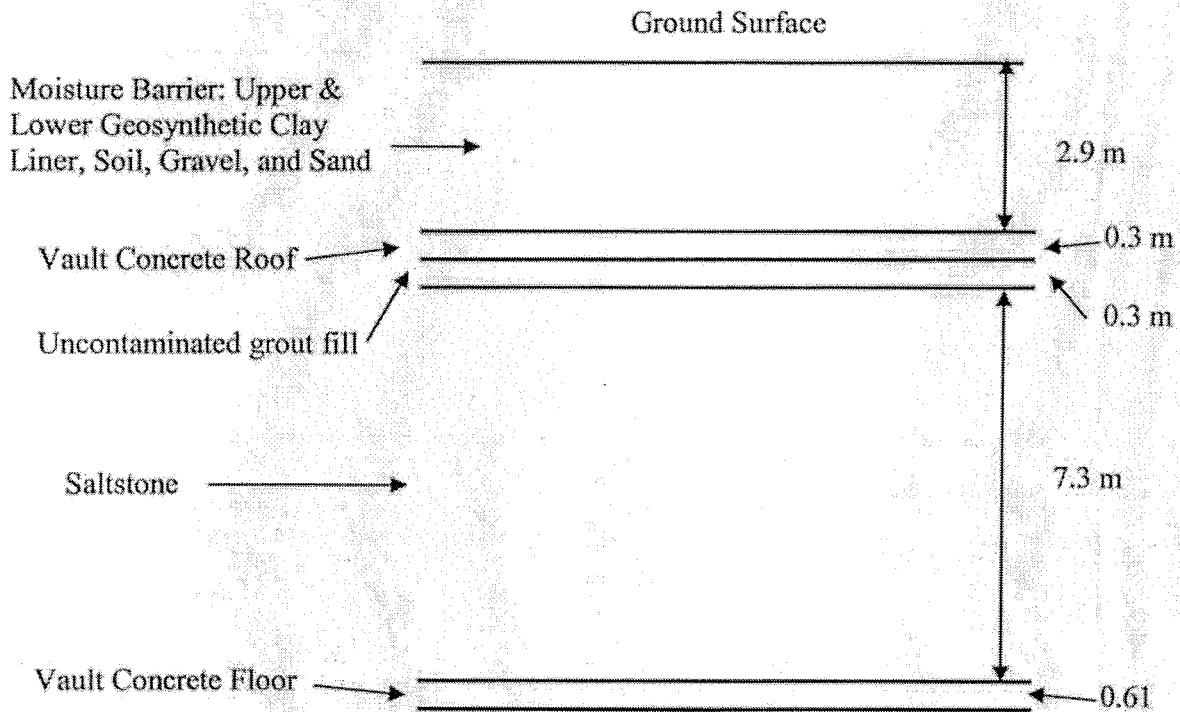 Ground Surface
Moisture Barrier: Upper &
Lower Geosynthetic Clay
Liner, Soil, Gravel, and Sand
2.9 m
Vault Concrete Roof
0.3 m
Uncontaminated grout fill
0.3 m
Saltstone
7.3 m
Vault Concrete Floor
0.61